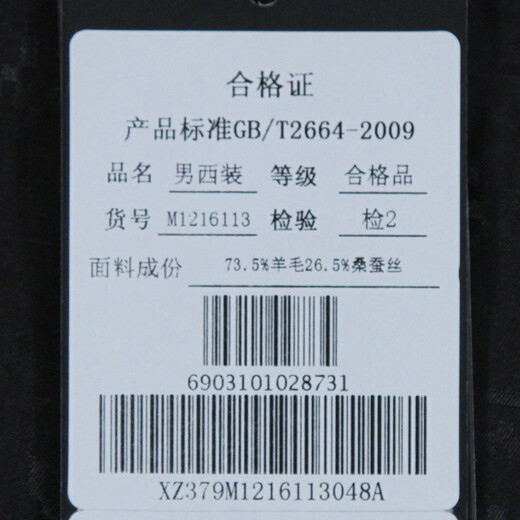 合格证
产品标准GB/T2664-2009
品名 男西装 等级 合格品
货号 M1216113 检验 检2
面料成份 73.5%羊毛26.5%桑蚕丝
6903101028731
XZ379M1216113048A